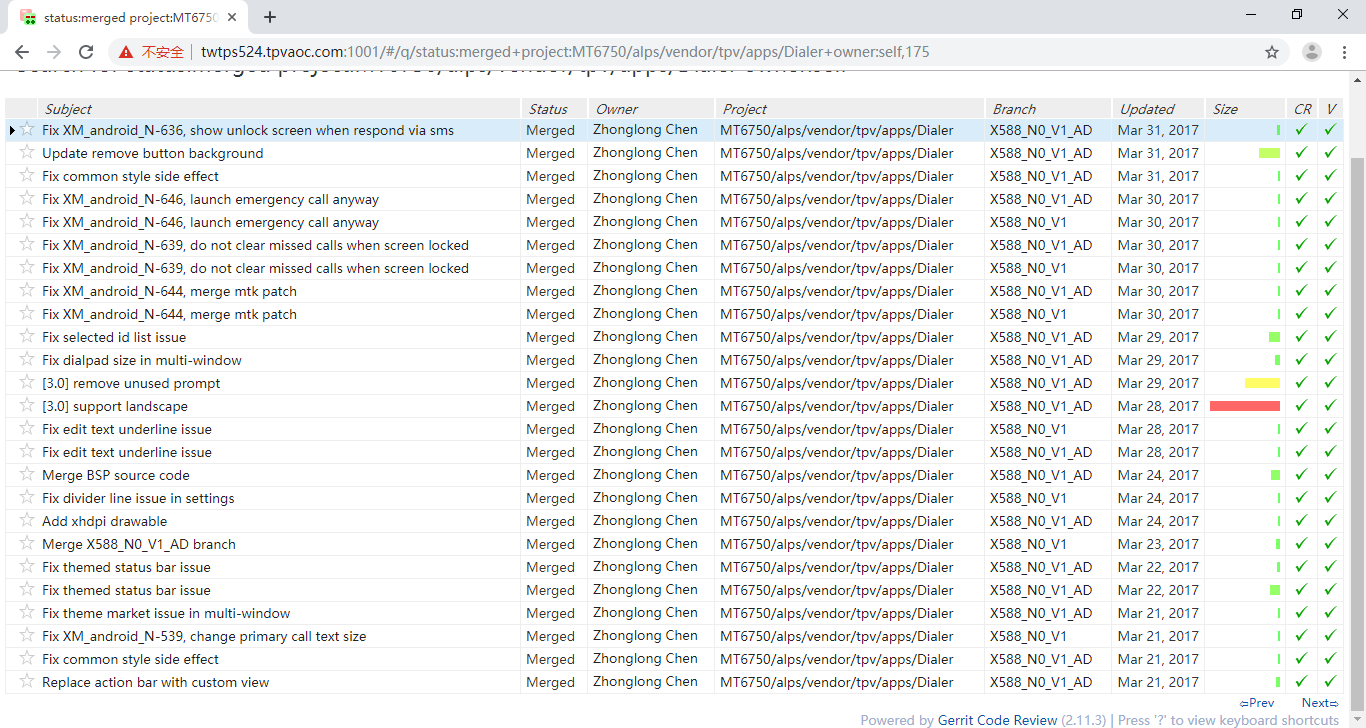 status:merged project:MT6750
不安全 twtps524.tpvaoc.com:1001/#/q/status:merged+project:MT6750/alps/vendor/tpv/apps/Dialer+owner:self,175
Subject Status Owner Project Branch Updated Size CR V
Fix XM_android_N-636, show unlock screen when respond via sms Merged Zhonglong Chen MT6750/alps/vendor/tpv/apps/Dialer X588_N0_V1_AD Mar 31, 2017
Update remove button background Merged Zhonglong Chen MT6750/alps/vendor/tpv/apps/Dialer X588_N0_V1_AD Mar 31, 2017
Fix common style side effect Merged Zhonglong Chen MT6750/alps/vendor/tpv/apps/Dialer X588_N0_V1_AD Mar 31, 2017
Fix XM_android_N-646, launch emergency call anyway Merged Zhonglong Chen MT6750/alps/vendor/tpv/apps/Dialer X588_N0_V1_AD Mar 30, 2017
Fix XM_android_N-646, launch emergency call anyway Merged Zhonglong Chen MT6750/alps/vendor/tpv/apps/Dialer X588_N0_V1 Mar 30, 2017
Fix XM_android_N-639, do not clear missed calls when screen locked Merged Zhonglong Chen MT6750/alps/vendor/tpv/apps/Dialer X588_N0_V1_AD Mar 30, 2017
Fix XM_android_N-639, do not clear missed calls when screen locked Merged Zhonglong Chen MT6750/alps/vendor/tpv/apps/Dialer X588_N0_V1 Mar 30, 2017
Fix XM_android_N-644, merge mtk patch Merged Zhonglong Chen MT6750/alps/vendor/tpv/apps/Dialer X588_N0_V1_AD Mar 30, 2017
Fix XM_android_N-644, merge mtk patch Merged Zhonglong Chen MT6750/alps/vendor/tpv/apps/Dialer X588_N0_V1 Mar 30, 2017
Fix selected id list issue Merged Zhonglong Chen MT6750/alps/vendor/tpv/apps/Dialer X588_N0_V1_AD Mar 29, 2017
Fix dialpad size in multi-window Merged Zhonglong Chen MT6750/alps/vendor/tpv/apps/Dialer X588_N0_V1_AD Mar 29, 2017
[3.0] remove unused prompt Merged Zhonglong Chen MT6750/alps/vendor/tpv/apps/Dialer X588_N0_V1_AD Mar 29, 2017
[3.0] support landscape Merged Zhonglong Chen MT6750/alps/vendor/tpv/apps/Dialer X588_N0_V1_AD Mar 28, 2017
Fix edit text underline issue Merged Zhonglong Chen MT6750/alps/vendor/tpv/apps/Dialer X588_N0_V1 Mar 28, 2017
Fix edit text underline issue Merged Zhonglong Chen MT6750/alps/vendor/tpv/apps/Dialer X588_N0_V1_AD Mar 28, 2017
Merge BSP source code Merged Zhonglong Chen MT6750/alps/vendor/tpv/apps/Dialer X588_N0_V1_AD Mar 24, 2017
Fix divider line issue in settings Merged Zhonglong Chen MT6750/alps/vendor/tpv/apps/Dialer X588_N0_V1 Mar 24, 2017
Add xhdpi drawable Merged Zhonglong Chen MT6750/alps/vendor/tpv/apps/Dialer X588_N0_V1_AD Mar 24, 2017
Merge X588_N0_V1_AD branch Merged Zhonglong Chen MT6750/alps/vendor/tpv/apps/Dialer X588_N0_V1 Mar 23, 2017
Fix themed status bar issue Merged Zhonglong Chen MT6750/alps/vendor/tpv/apps/Dialer X588_N0_V1_AD Mar 22, 2017
Fix themed status bar issue Merged Zhonglong Chen MT6750/alps/vendor/tpv/apps/Dialer X588_N0_V1_AD Mar 22, 2017
Fix theme market issue in multi-window Merged Zhonglong Chen MT6750/alps/vendor/tpv/apps/Dialer X588_N0_V1_AD Mar 21, 2017
Fix XM_android_N-539, change primary call text size Merged Zhonglong Chen MT6750/alps/vendor/tpv/apps/Dialer X588_N0_V1 Mar 21, 2017
Fix common style side effect Merged Zhonglong Chen MT6750/alps/vendor/tpv/apps/Dialer X588_N0_V1_AD Mar 21, 2017
Replace action bar with custom view Merged Zhonglong Chen MT6750/alps/vendor/tpv/apps/Dialer X588_N0_V1_AD Mar 21, 2017
⇦Prev Next⇨
Powered by Gerrit Code Review (2.11.3) | Press '?' to view keyboard shortcuts